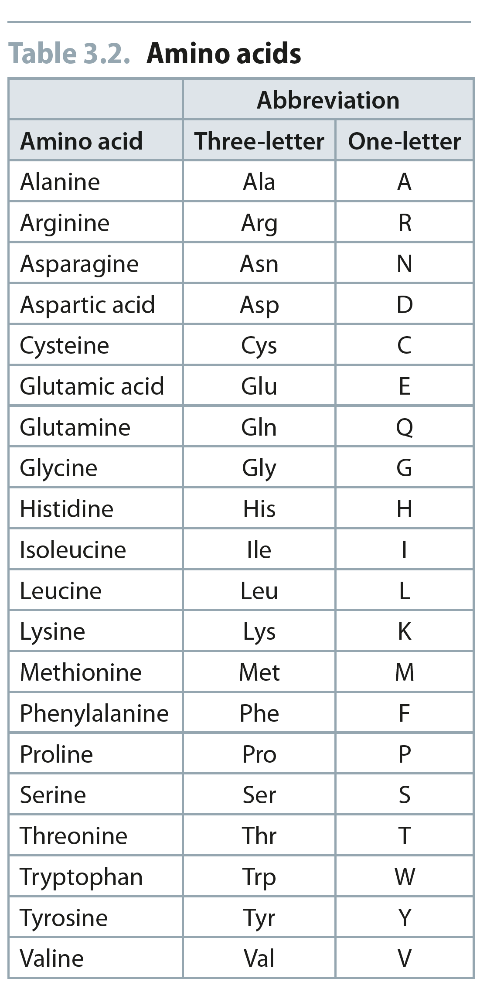 Table 3.2. Amino acids
Abbreviation
Amino acid Three-letter One-letter
Alanine Ala A
Arginine Arg R
Asparagine Asn N
Aspartic acid Asp D
Cysteine Cys C
Glutamic acid Glu E
Glutamine Gln Q
Glycine Gly G
Histidine His H
Isoleucine Ile I
Leucine Leu L
Lysine Lys K
Methionine Met M
Phenylalanine Phe F
Proline Pro P
Serine Ser S
Threonine Thr T
Tryptophan Trp W
Tyrosine Tyr Y
Valine Val V